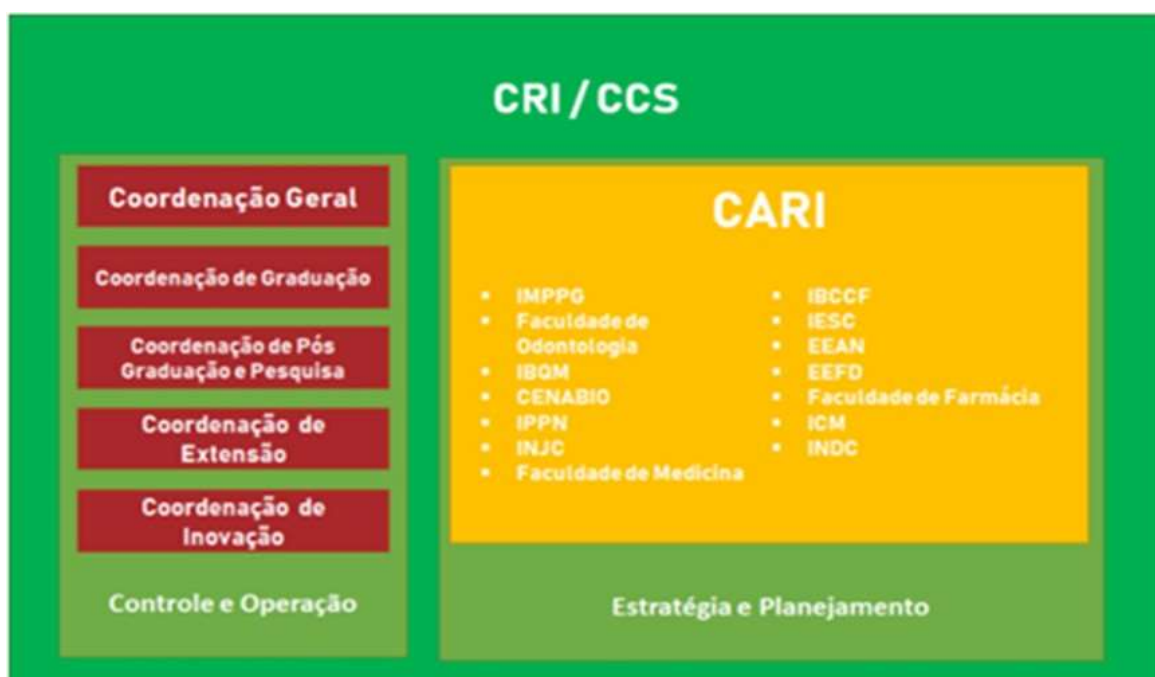 CRI / CCS
Coordenação Geral
Coordenação de Graduação
Coordenação de Pós
Graduação e Pesquisa
Coordenação de
Extensão
Coordenação de
Inovação
Controle e Operação
CARI
▪ IMPPG
▪ Faculdade de
Odontologia
▪ IBQM
▪ CENABIO
▪ IPPN
▪ INJC
▪ Faculdade de Medicina
▪ IBCCF
▪ IESC
▪ EEAN
▪ EEFD
▪ Faculdade de Farmácia
▪ ICM
▪ INDC
Estratégia e Planejamento